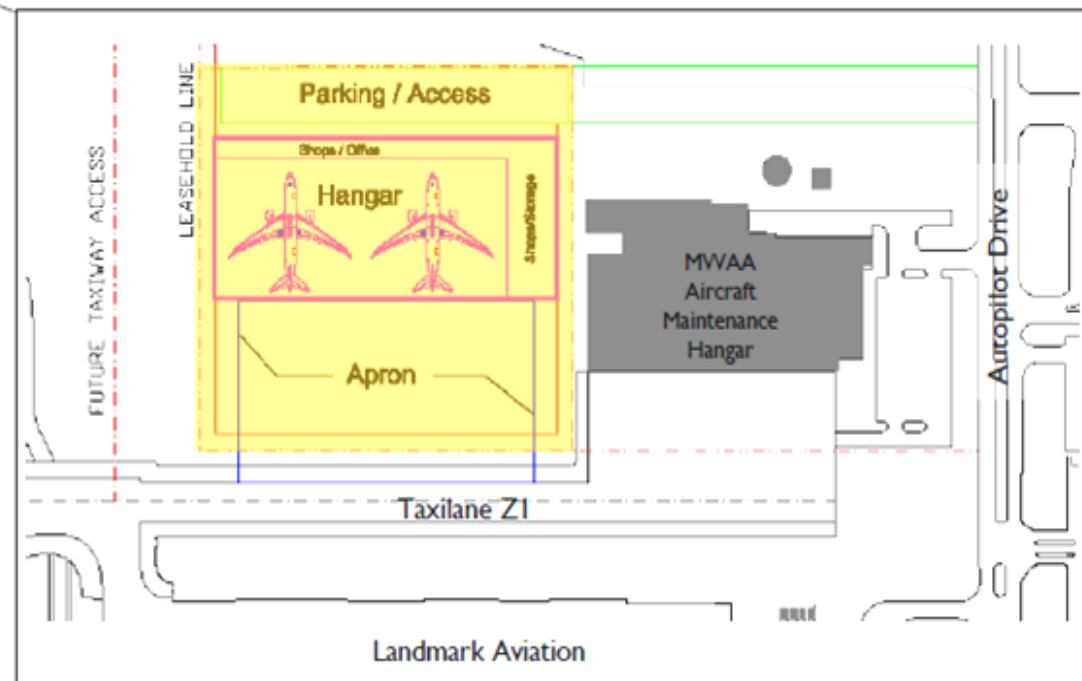 Parking / Access
LEASEHOLD LINE
Shops / Office
Hangar
Shops/Storage
FUTURE TAXIWAY ACCESS
MWAA
Aircraft
Maintenance
Hangar
Autopilot Drive
Apron
Taxilane Z1
Landmark Aviation